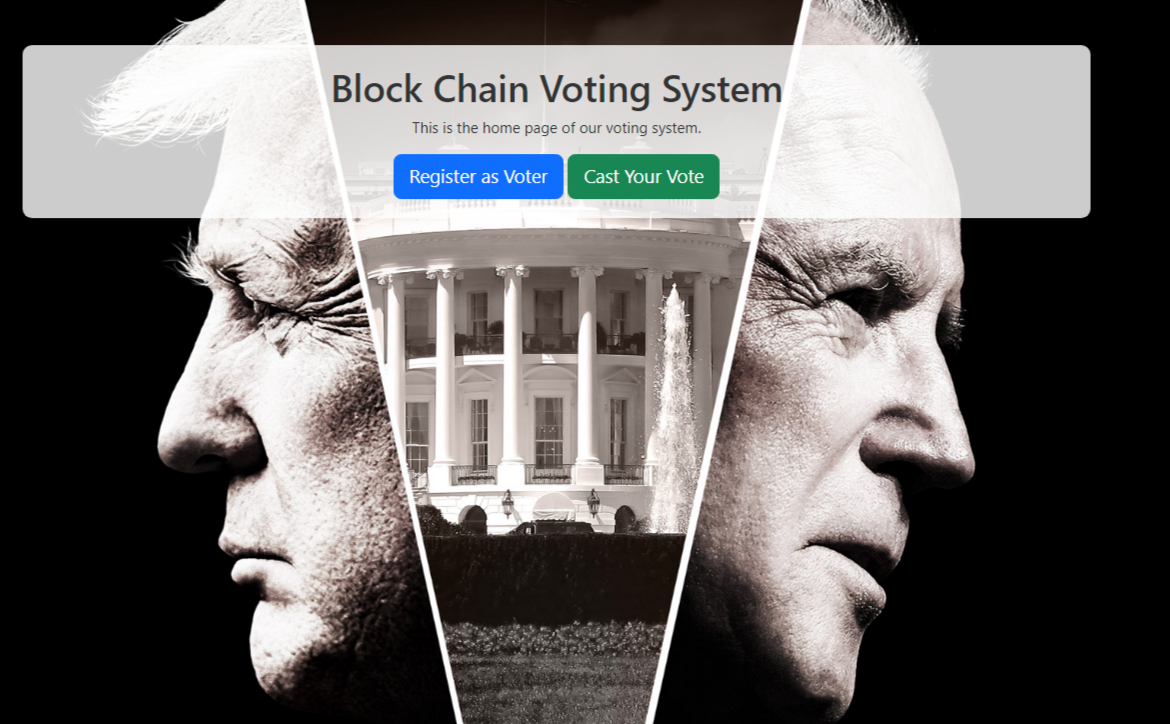 Block Chain Voting System
This is the home page of our voting system.
Register as Voter Cast Your Vote